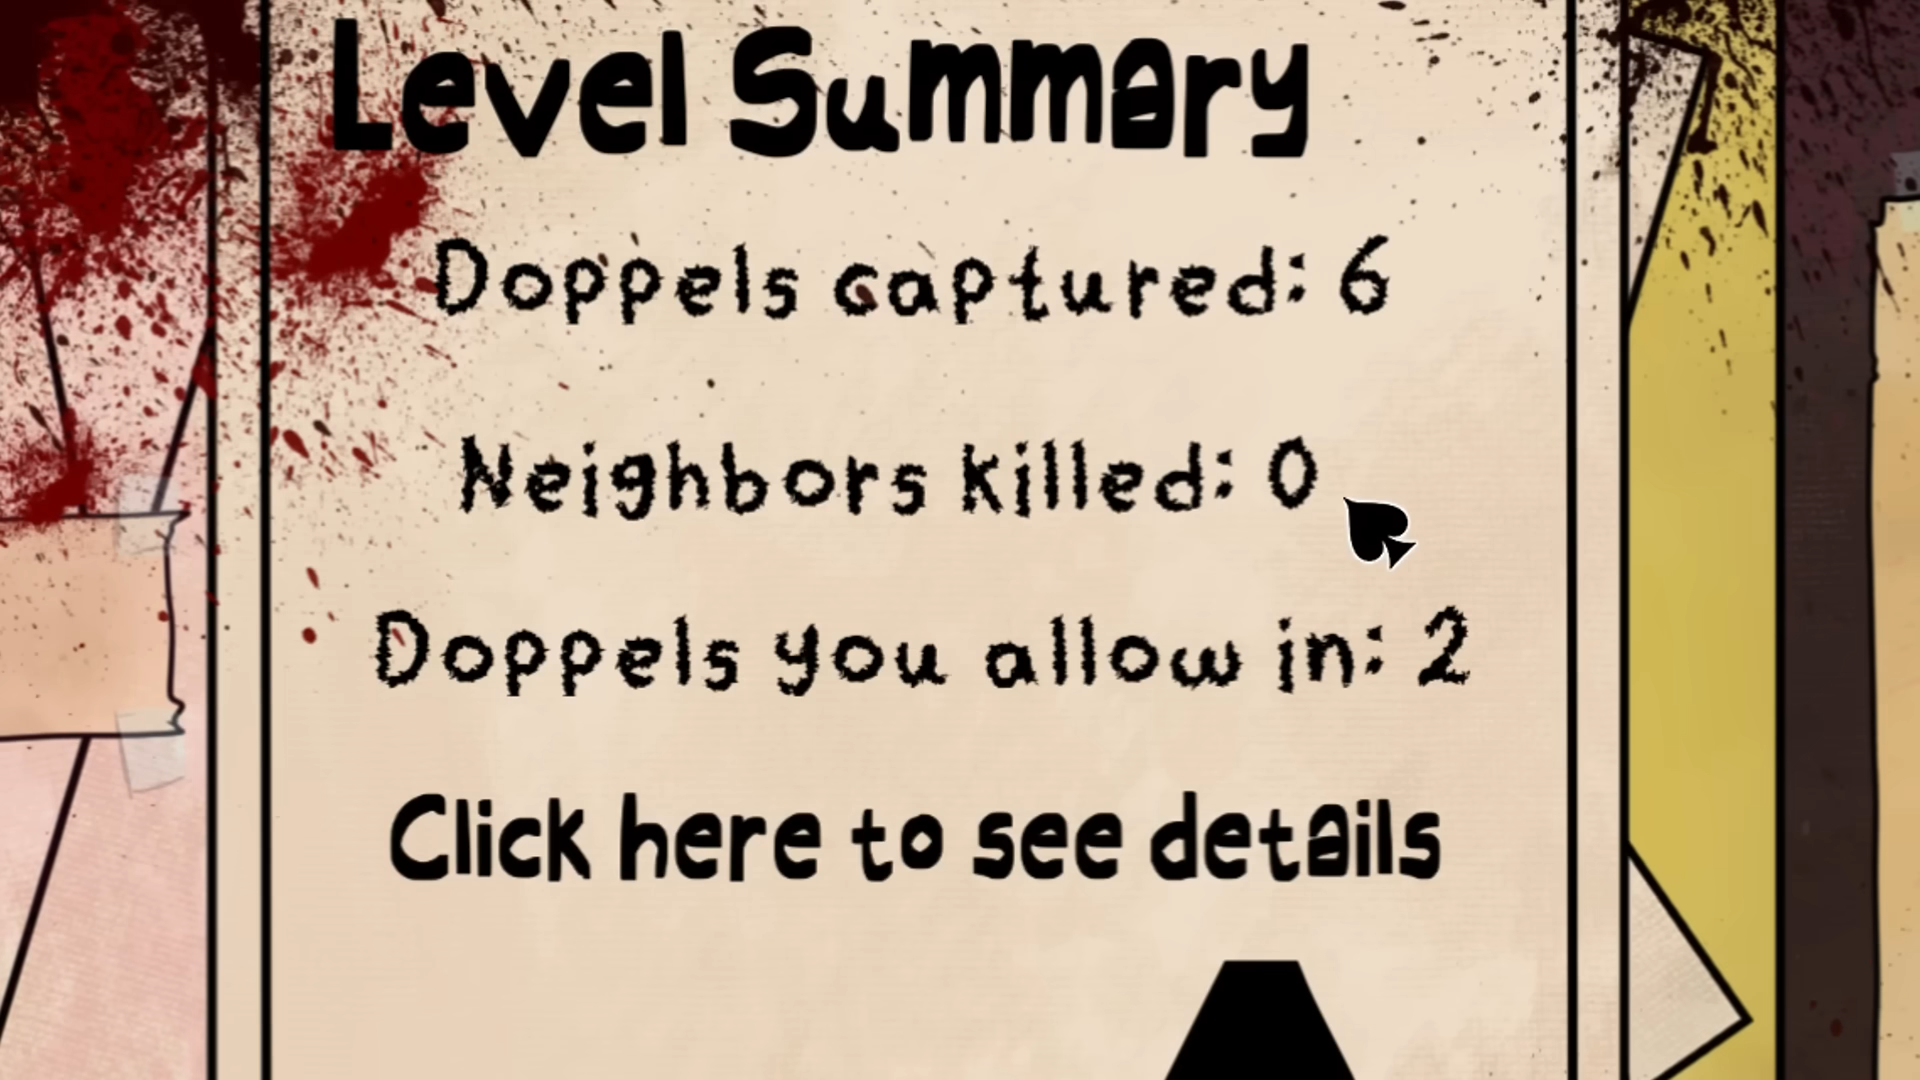 Level Summary
Doppels captured: 6
Neighbors killed: 0
Doppels you allow in: 2
Click here to see details